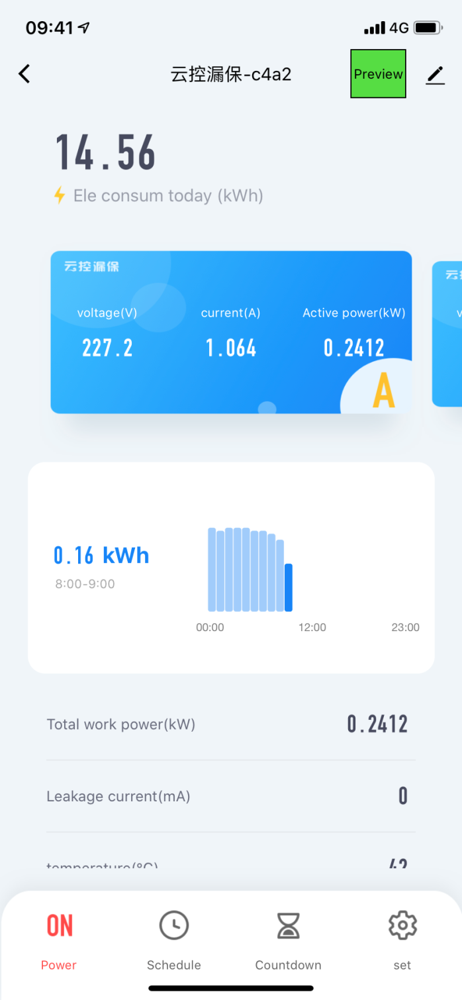 09:41 4G
云控漏保-c4a2 Preview
14.56
Ele consum today (kWh)
云控漏保
voltage(V) current(A) Active power(kW)
227.2 1.064 0.2412
A
0.16 kWh
8:00-9:00
00:00 12:00 23:00
Total work power(kW) 0.2412
Leakage current(mA) 0
temperature(°C) 42
ON
Power Schedule Countdown set